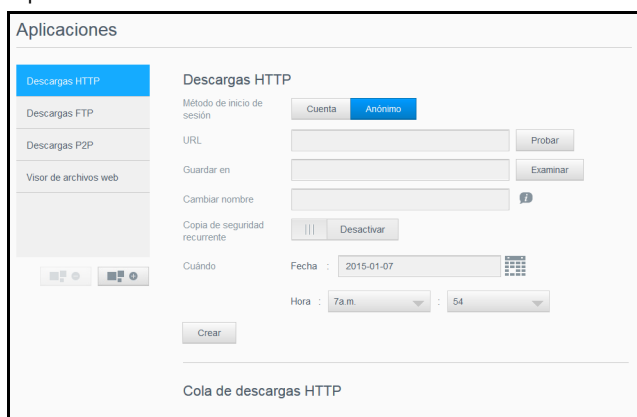 Aplicaciones
Descargas HTTP
Descargas FTP
Descargas P2P
Visor de archivos web
Descargas HTTP
Método de inicio de
sesión
Cuenta Anónimo
URL Probar
Guardar en Examinar
Cambiar nombre
Copia de seguridad
recurrente
Desactivar
Cuándo Fecha : 2015-01-07
Hora : 7a.m. : 54
Crear
Cola de descargas HTTP